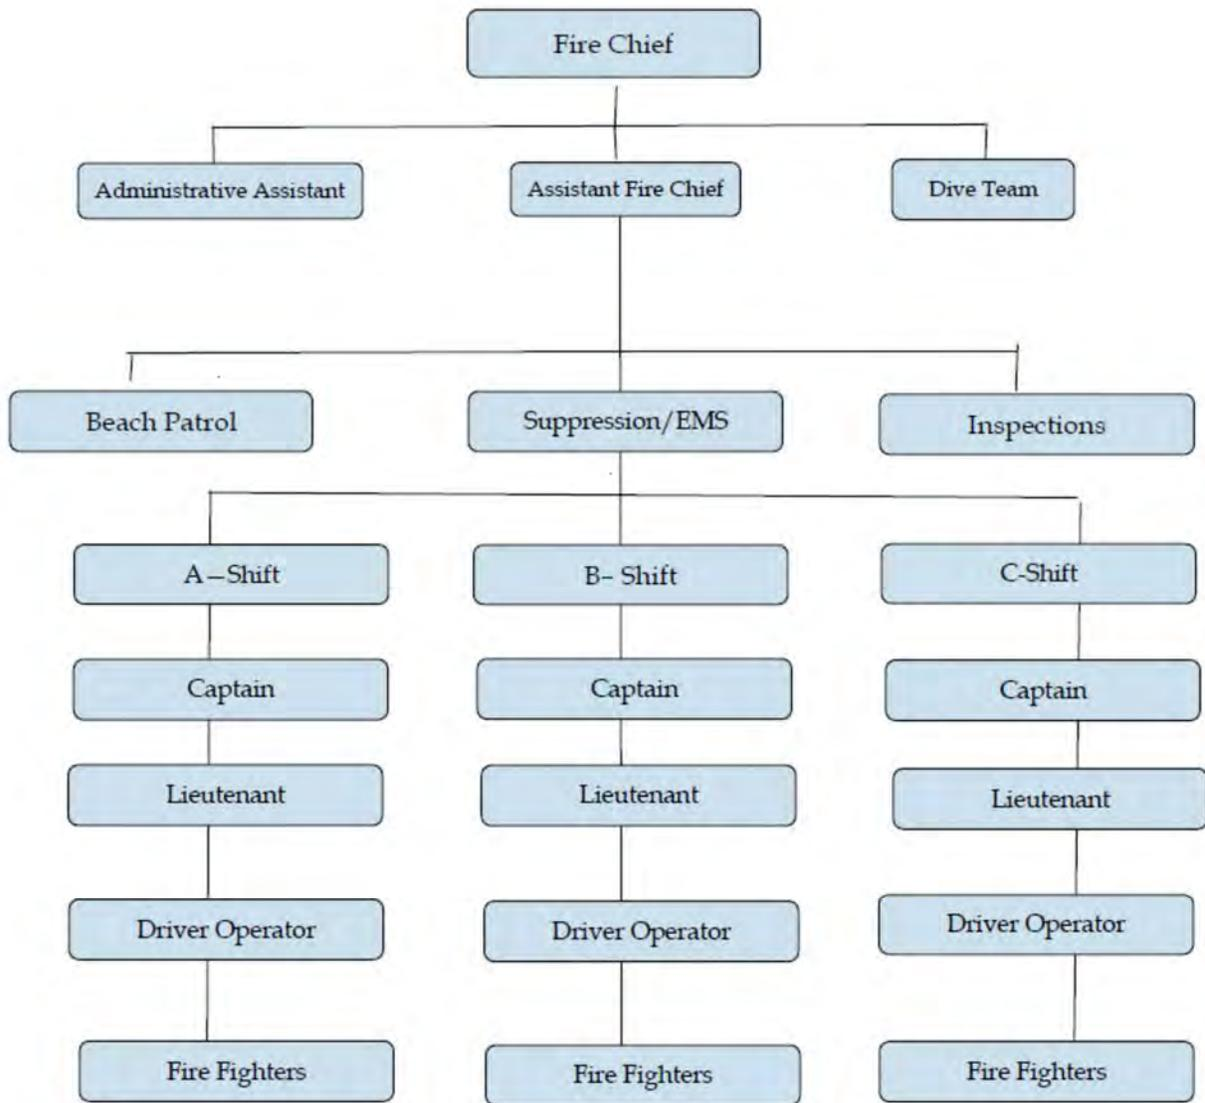 Fire Chief
Administrative Assistant
Assistant Fire Chief
Dive Team
Beach Patrol
Suppression/EMS
Inspections
A—Shift
B– Shift
C-Shift
Captain
Captain
Captain
Lieutenant
Lieutenant
Lieutenant
Driver Operator
Driver Operator
Driver Operator
Fire Fighters
Fire Fighters
Fire Fighters